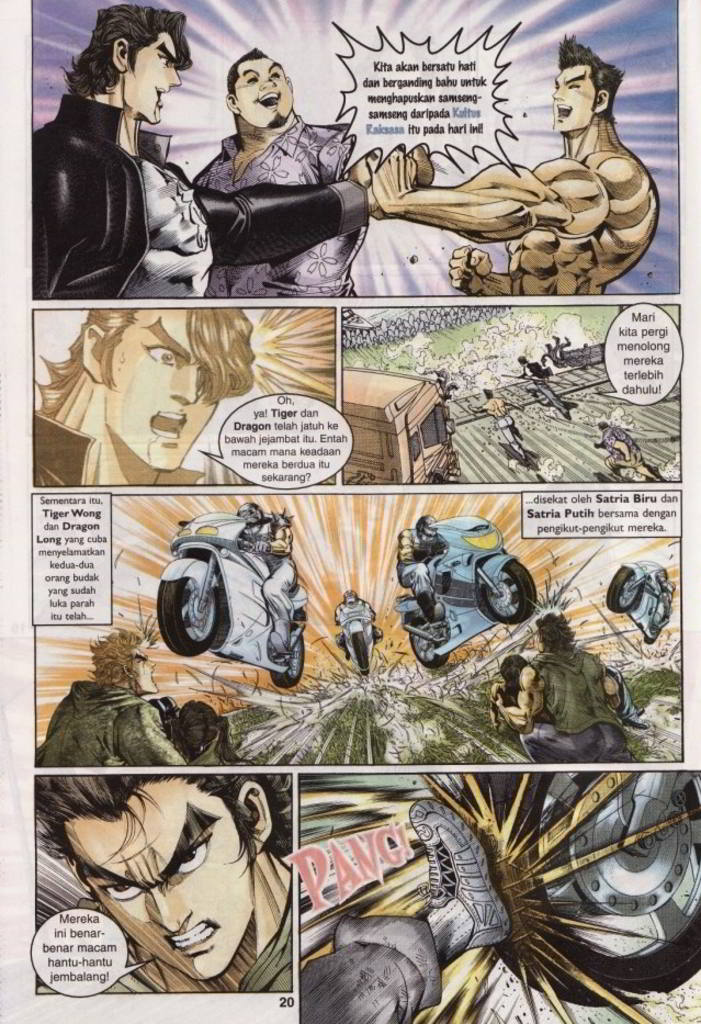 Kita akan bersatu hati
dan berganding bahu untuk
menghapuskan samseng-
samseng daripada Kultus
Raksasa itu pada hari ini!
Oh,
ya! Tiger dan
Dragon telah jatuh ke
bawah jejambat itu. Entah
macam mana keadaan
mereka berdua itu
sekarang?
Mari
kita pergi
menolong
mereka
terlebih
dahulu!
Sementara itu,
Tiger Wong
dan Dragon
Long yang cuba
menyelamatkan
kedua-dua
orang budak
yang sudah
luka parah
itu telah...
...disekat oleh Satria Biru dan
Satria Putih bersama dengan
pengikut-pengikut mereka.
Mereka
ini benar-
benar macam
hantu-hantu
jembalang!
PANG!
20